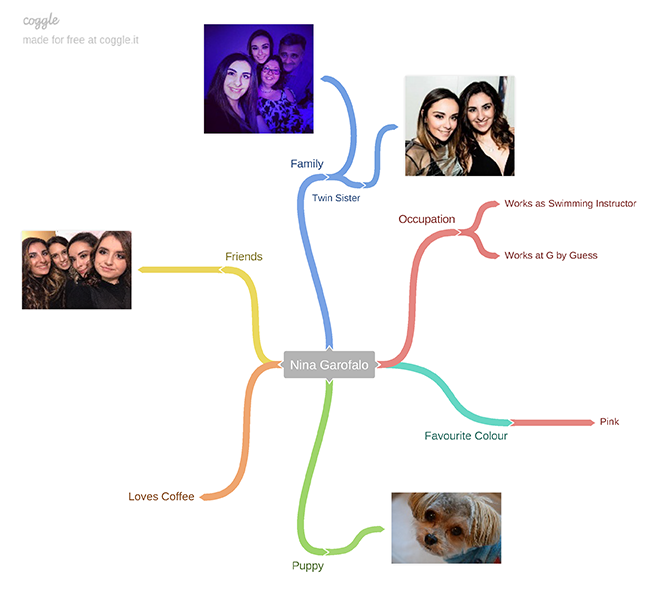 coggle
made for free at coggle.it
Family
Twin Sister
Occupation
Works as Swimming Instructor
Works at G by Guess
Friends
Nina Garofalo
Favourite Colour
Pink
Loves Coffee
Puppy